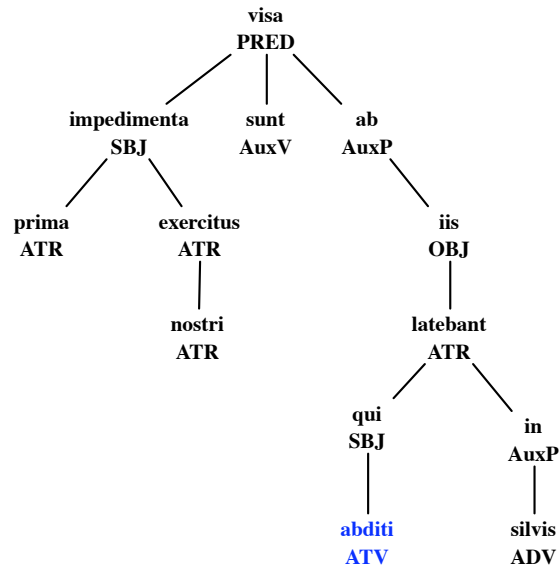 visa
PRED
impedimenta sunt ab
SBJ AuxV AuxP
prima exercitus iis
ATR ATR OBJ
nostri latebant
ATR ATR
qui in
SBJ AuxP
abditi silvis
ATV ADV